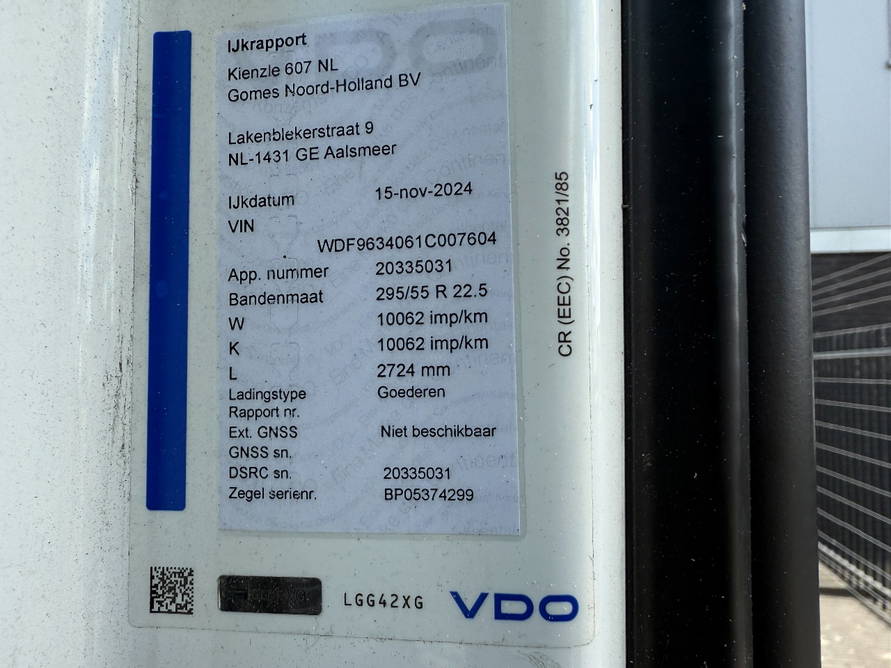 IJkrapport
Kienzle 607 NL
Gomes Noord-Holland BV
Lakenblekerstraat 9
NL-1431 GE Aalsmeer
IJkdatum 15-nov-2024
VIN
WDF9634061C007604
App. nummer 20335031
Bandenmaat 295/55 R 22.5
W 10062 imp/km
K 10062 imp/km
L 2724 mm
Ladingstype Goederen
Rapport nr.
Ext. GNSS Niet beschikbaar
GNSS sn.
DSRC sn. 20335031
Zegel serienr. BP05374299
CR (EEC) No. 3821/85
LGG42XG
VDO